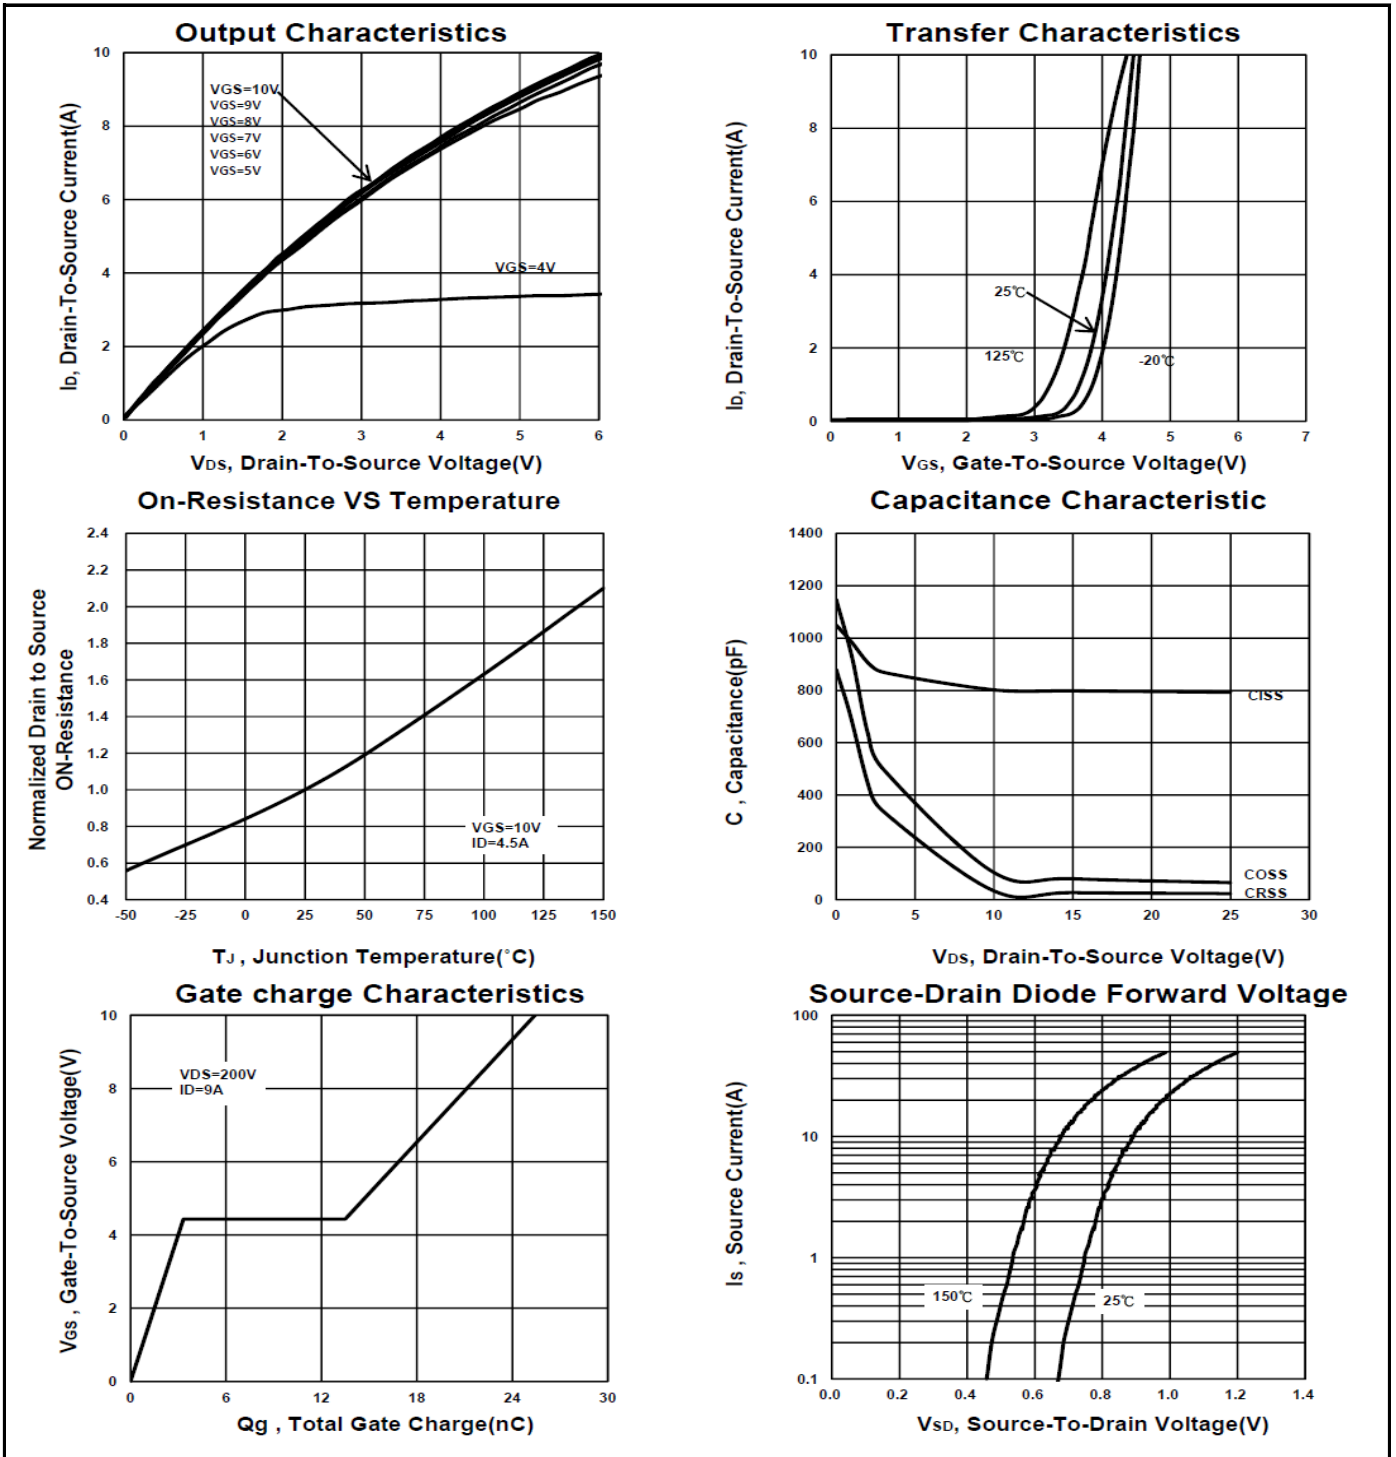 Output Characteristics
10
8
6
4
2
0
VGS=10V
VGS=9V
VGS=8V
VGS=7V
VGS=6V
VGS=5V
VGS=4V
0 1 2 3 4 5 6
ID, Drain-To-Source Current(A)
VDS, Drain-To-Source Voltage(V)
Transfer Characteristics
10
8
6
4
2
0
25℃
125℃
-20℃
0 1 2 3 4 5 6 7
ID, Drain-To-Source Current(A)
VGS, Gate-To-Source Voltage(V)
On-Resistance VS Temperature
2.4
2.2
2.0
1.8
1.6
1.4
1.2
1.0
0.8
0.6
0.4
VGS=10V
ID=4.5A
-50 -25 0 25 50 75 100 125 150
Normalized Drain to Source
ON-Resistance
TJ , Junction Temperature(°C)
Capacitance Characteristic
1400
1200
1000
800
600
400
200
0
CISS
COSS
CRSS
0 5 10 15 20 25 30
C , Capacitance(pF)
VDS, Drain-To-Source Voltage(V)
Gate charge Characteristics
10
8
6
4
2
0
VDS=200V
ID=9A
0 6 12 18 24 30
VGS , Gate-To-Source Voltage(V)
Qg , Total Gate Charge(nC)
Source-Drain Diode Forward Voltage
100
10
1
0.1
150℃
25℃
0.0 0.2 0.4 0.6 0.8 1.0 1.2 1.4
IS , Source Current(A)
VSD, Source-To-Drain Voltage(V)